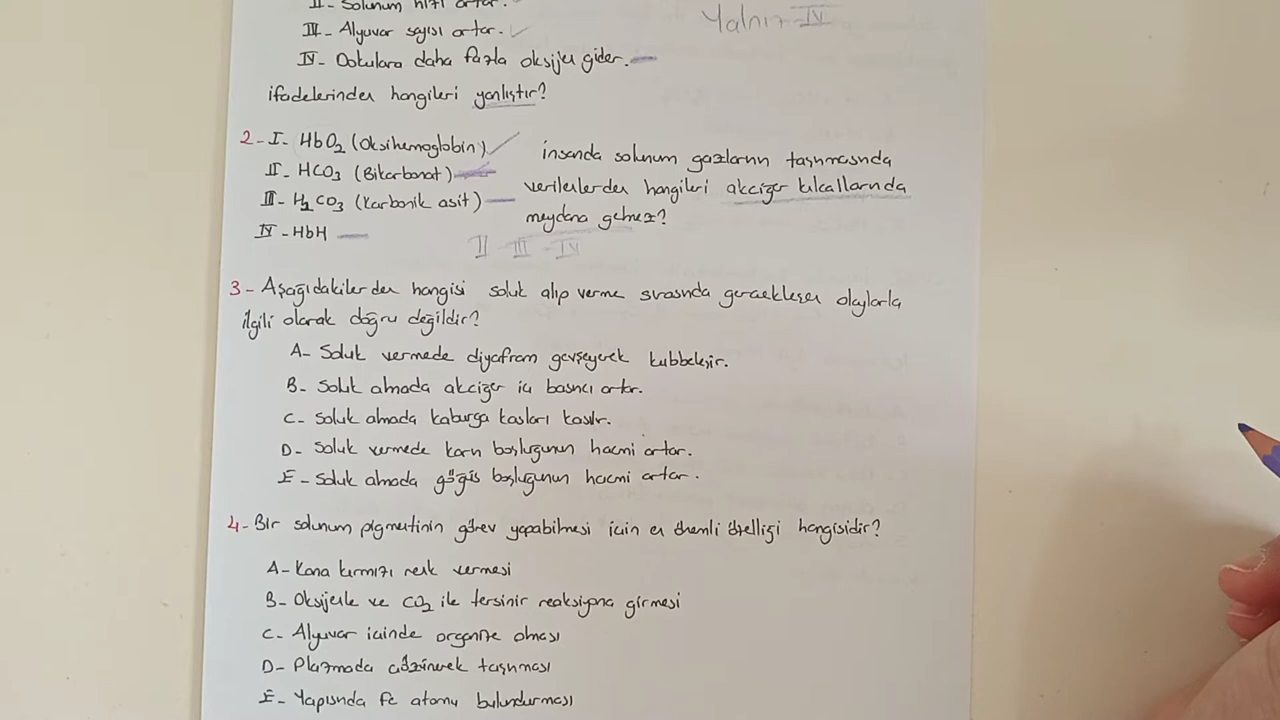 II- Solunum hızı artar.
Yalnız IV
III- Alyuvar sayısı artar. ✓
IV- Dokulara daha fazla oksijen gider. —
ifadelerinden hangileri yanlıştır?
2- I- HbO2 (Oksihemoglobin) ✓
II- HCO3 (Bikarbonat) —
III- H2CO3 (Karbonik asit) —
IV- HbH —
insanda solunum gazlarının taşınmasında
verilenlerden hangileri akciğer kılcallarında
meydana gelmez?
II - III - IV
3- Aşağıdakilerden hangisi soluk alıp verme sırasında gerçekleşen olaylarla
ilgili olarak doğru değildir?
A- Soluk vermede diyafram gevşeyerek kubbeleşir.
B- Soluk almada akciğer iç basıncı artar.
C- Soluk almada kaburga kasları kasılır.
D- Soluk vermede karın boşluğunun hacmi artar.
E- Soluk almada göğüs boşluğunun hacmi artar.
4- Bir solunum pigmentinin görev yapabilmesi için en önemli özelliği hangisidir?
A- Kana kırmızı renk vermesi
B- Oksijenle ve CO2 ile tersinir reaksiyona girmesi
C- Alyuvar içinde organize olması
D- Plazmada çözünerek taşınması
E- Yapısında Fe atomu bulundurması